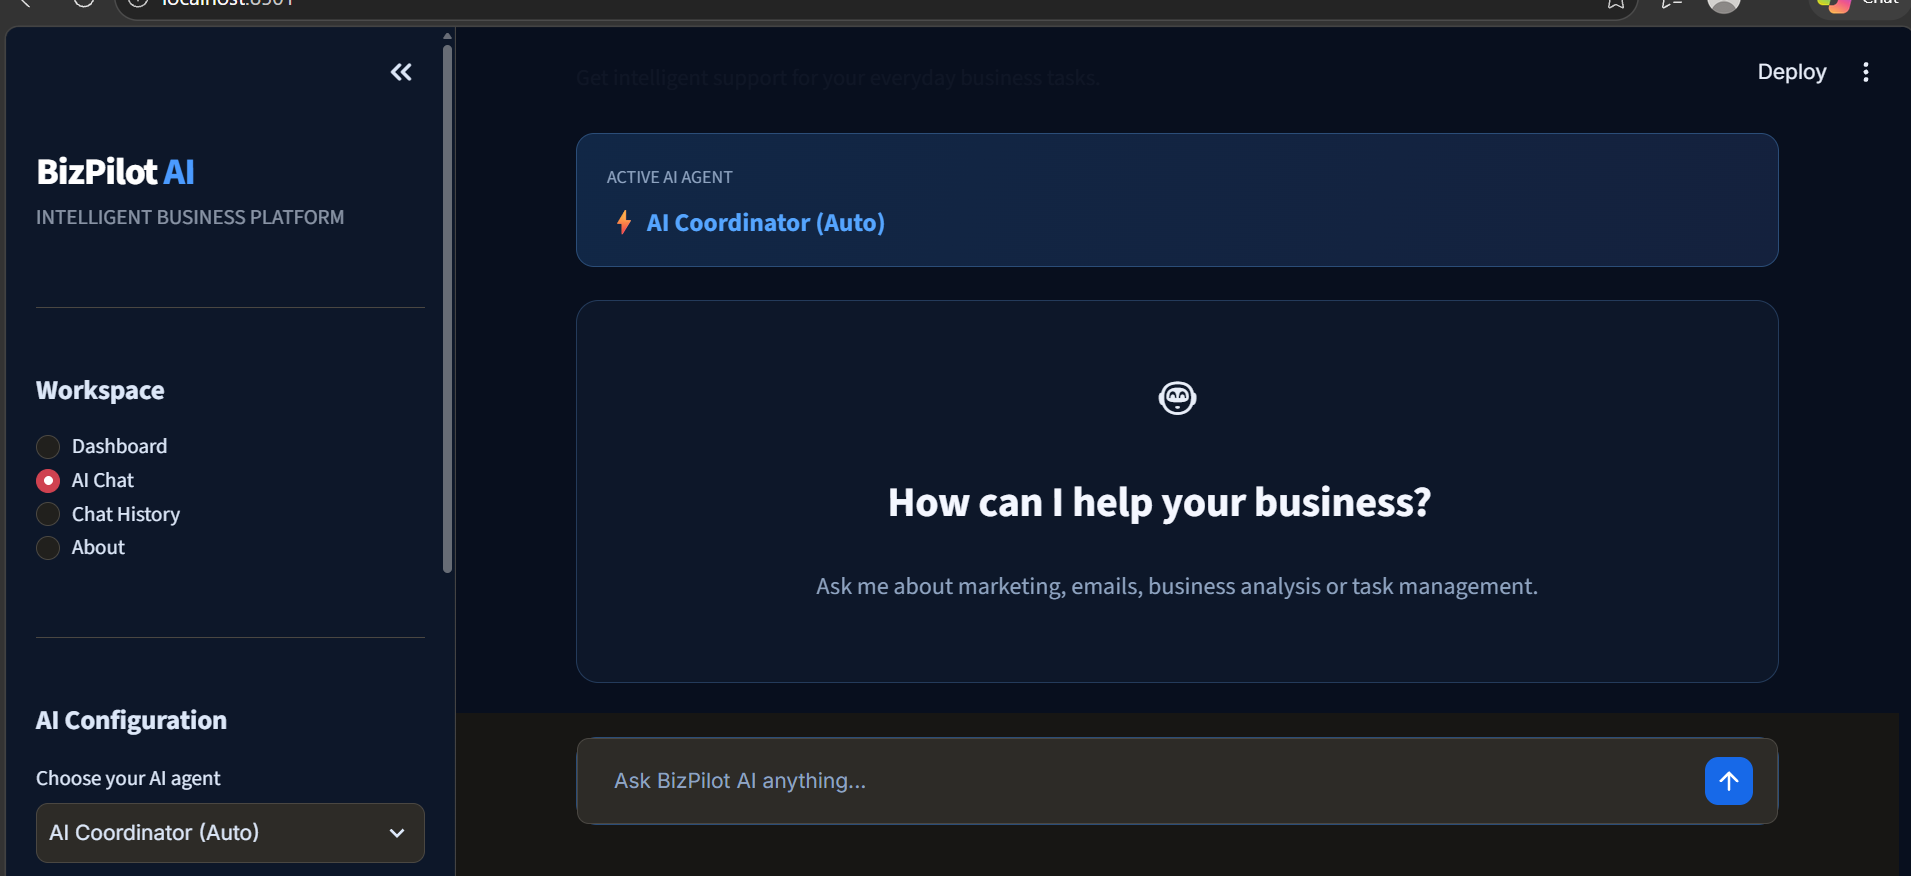 Deploy
BizPilot AI
INTELLIGENT BUSINESS PLATFORM
Workspace
Dashboard
AI Chat
Chat History
About
AI Configuration
Choose your AI agent
AI Coordinator (Auto)
Get intelligent support for your everyday business tasks.
ACTIVE AI AGENT
AI Coordinator (Auto)
How can I help your business?
Ask me about marketing, emails, business analysis or task management.
Ask BizPilot AI anything...